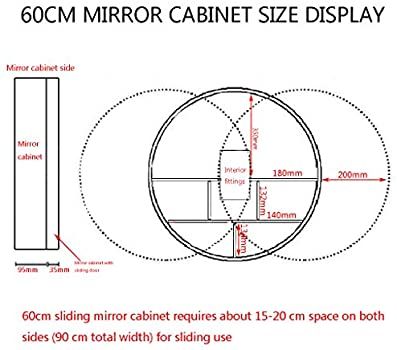 60CM MIRROR CABINET SIZE DISPLAY
Mirror cabinet side
Mirror
cabinet
330mm
Interior
fittings
180mm
200mm
132mm
140mm
95mm
35mm
Mirror cabinet with
sliding door
60cm sliding mirror cabinet requires about 15-20 cm space on both
sides (90 cm total width) for sliding use